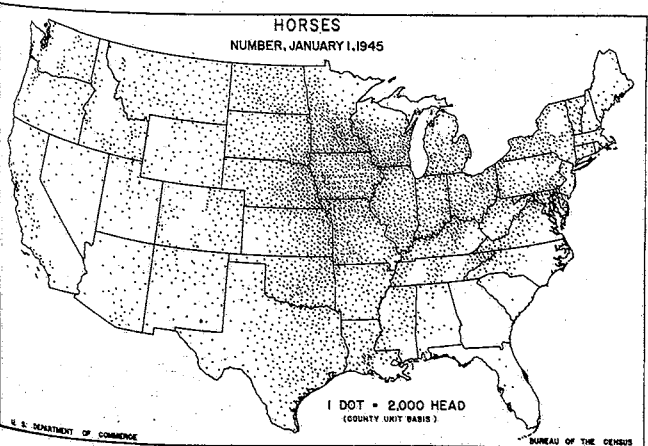 HORSES
NUMBER, JANUARY 1, 1945
1 DOT = 2,000 HEAD
(COUNTY UNIT BASIS)
U. S. DEPARTMENT OF COMMERCE
BUREAU OF THE CENSUS